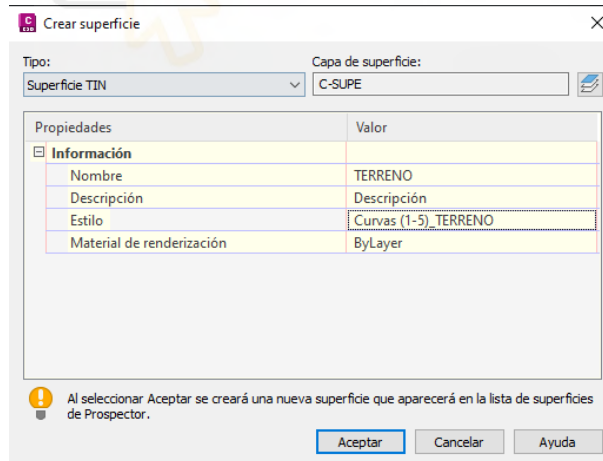 C
C3D
Crear superficie
Tipo:
Capa de superficie:
Superficie TIN
C-SUPE
Propiedades
Valor
Información
Nombre
TERRENO
Descripción
Descripción
Estilo
Curvas (1-5)_TERRENO
Material de renderización
ByLayer
Al seleccionar Aceptar se creará una nueva superficie que aparecerá en la lista de superficies
de Prospector.
Aceptar
Cancelar
Ayuda